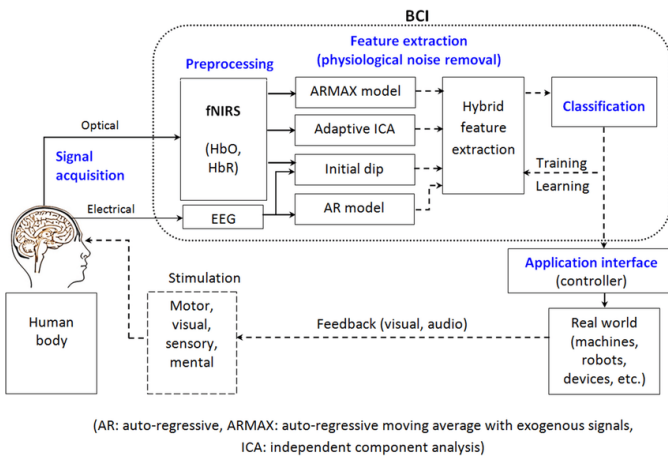 BCI
Feature extraction
(physiological noise removal)
Preprocessing
fNIRS
(HbO,
HbR)
ARMAX model
Adaptive ICA
Initial dip
AR model
Hybrid
feature
extraction
Classification
Optical
Signal
acquisition
Electrical
EEG
Training
Learning
Application interface
(controller)
Stimulation
Motor,
visual,
sensory,
mental
Feedback (visual, audio)
Real world
(machines,
robots,
devices, etc.)
Human
body
(AR: auto-regressive, ARMAX: auto-regressive moving average with exogenous signals,
ICA: independent component analysis)